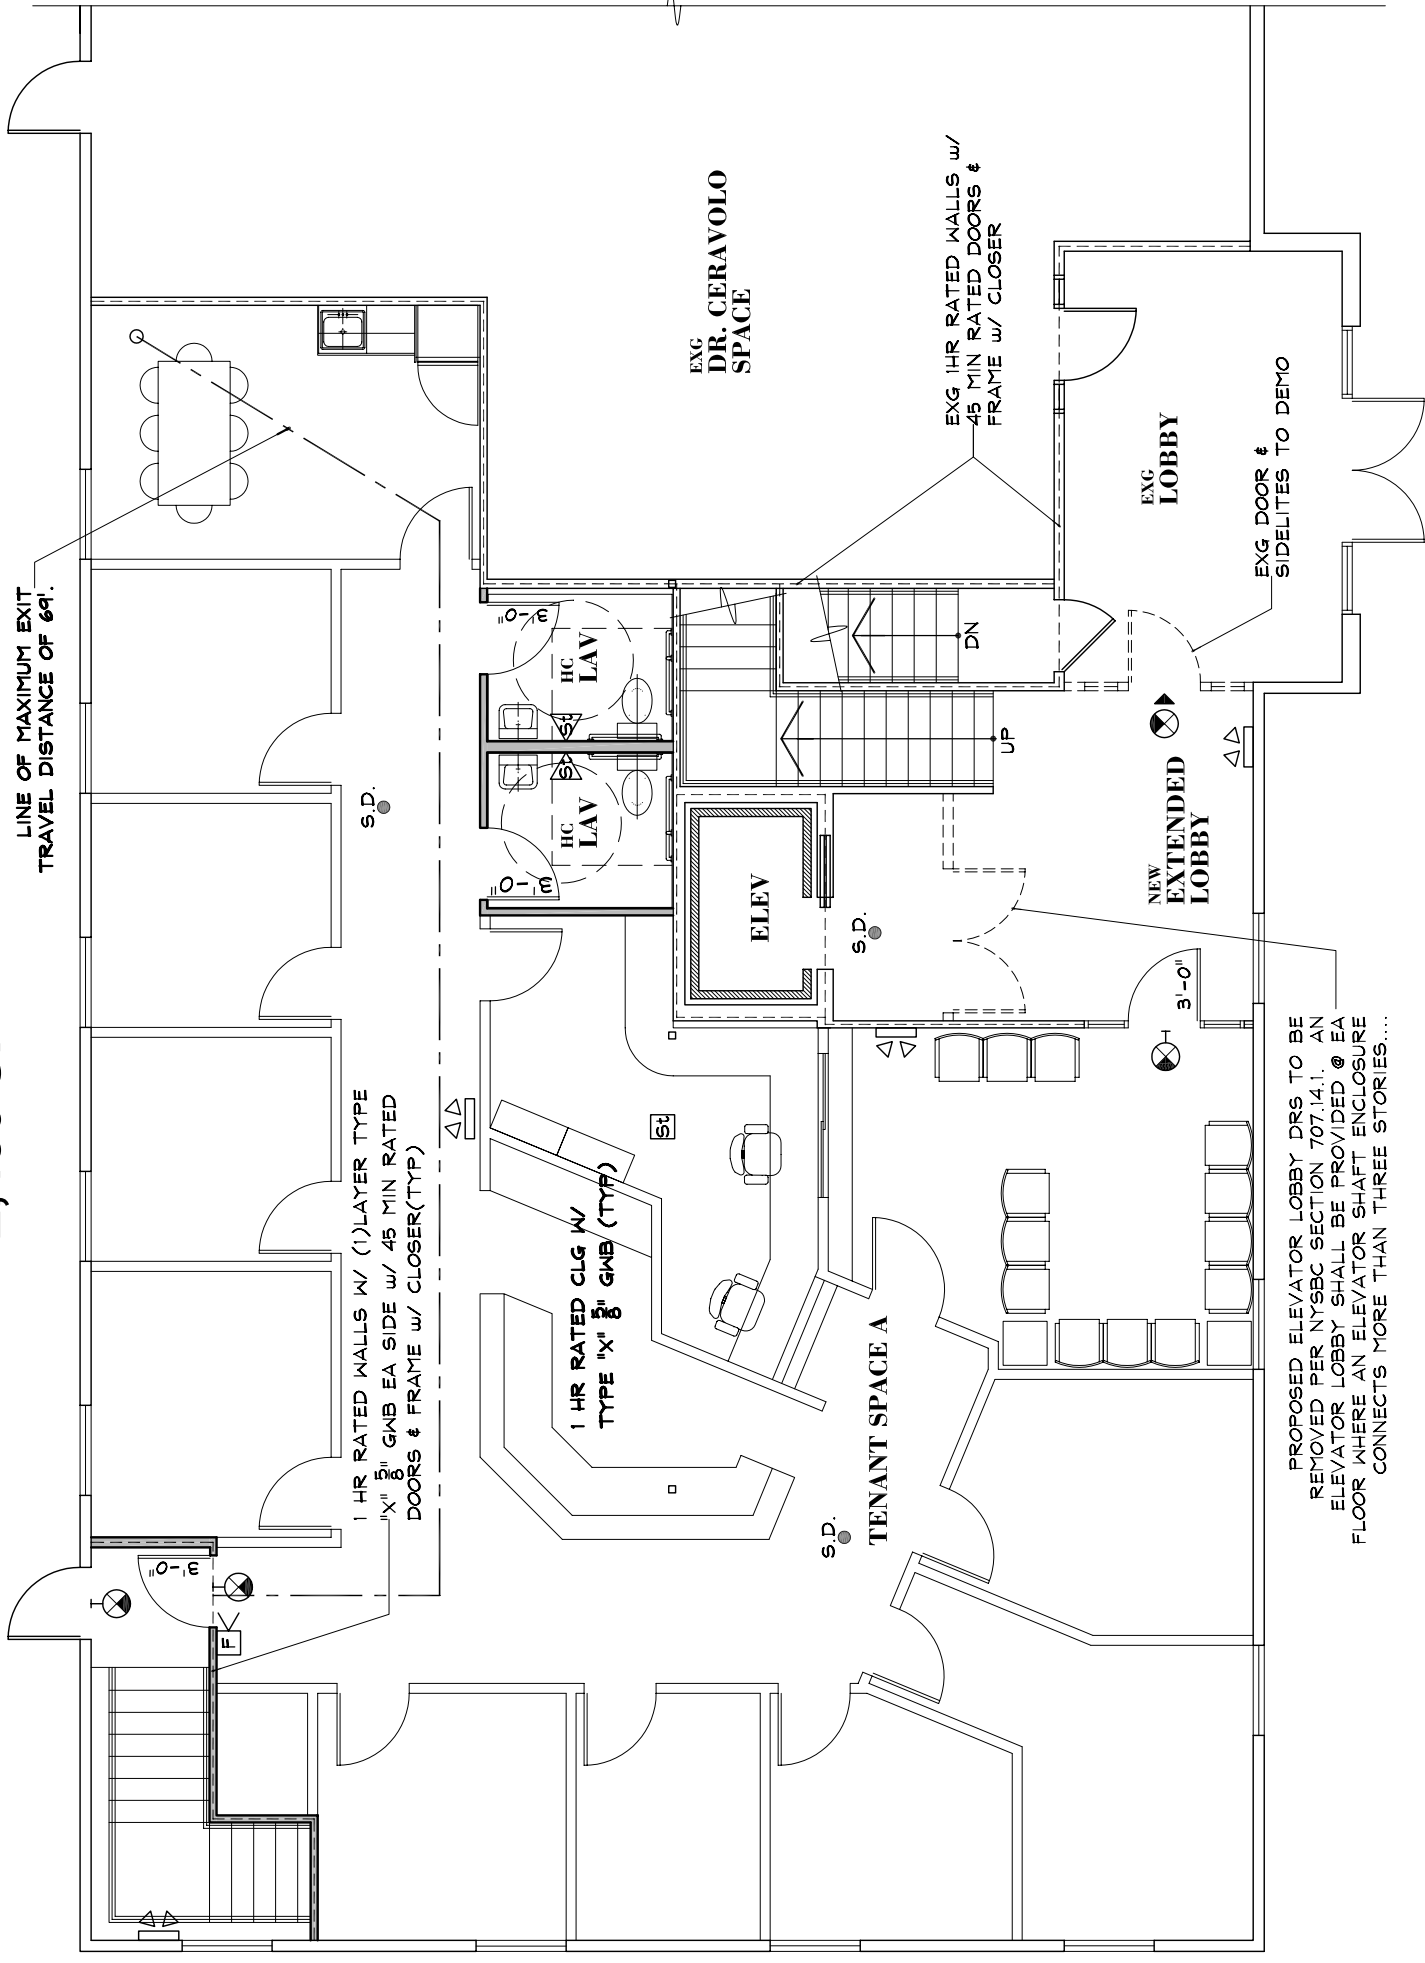 LINE OF MAXIMUM EXIT
TRAVEL DISTANCE OF 69'.
S.D.
1 HR RATED WALLS W/ (1)LAYER TYPE
"X" 5/8" GWB EA SIDE w/ 45 MIN RATED
DOORS & FRAME w/ CLOSER(TYP)
3'-0"
F
3'-0"
HC
LAV
St
3'-0"
HC
LAV
St
1 HR RATED CLG W/
TYPE "X" 5/8" GWB (TYP)
St
EXG
DR. CERAVOLO
SPACE
EXG 1HR RATED WALLS w/
45 MIN RATED DOORS &
FRAME w/ CLOSER
ELEV
S.D.
UP
DN
S.D.
TENANT SPACE A
EXG
LOBBY
NEW
EXTENDED
LOBBY
3'-0"
EXG DOOR &
SIDELITES TO DEMO
PROPOSED ELEVATOR LOBBY DRS TO BE
REMOVED PER NYSBC SECTION 707.14.1. AN
ELEVATOR LOBBY SHALL BE PROVIDED @ EA
FLOOR WHERE AN ELEVATOR SHAFT ENCLOSURE
CONNECTS MORE THAN THREE STORIES....